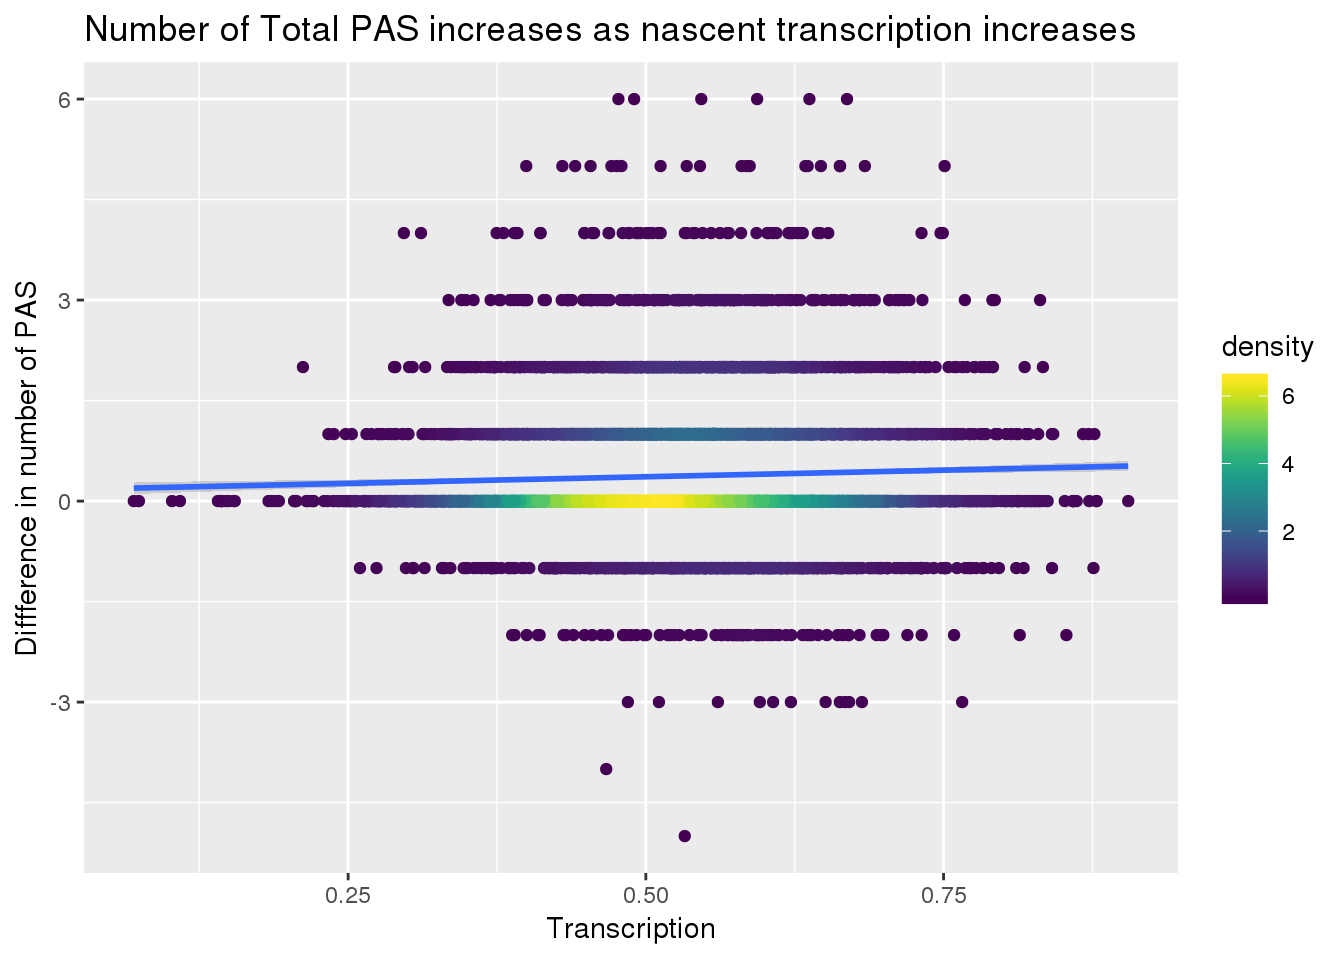 Number of Total PAS increases as nascent transcription increases
Difffference in number of PAS
6
3
0
-3
0.25
0.50
0.75
Transcription
density
6
4
2